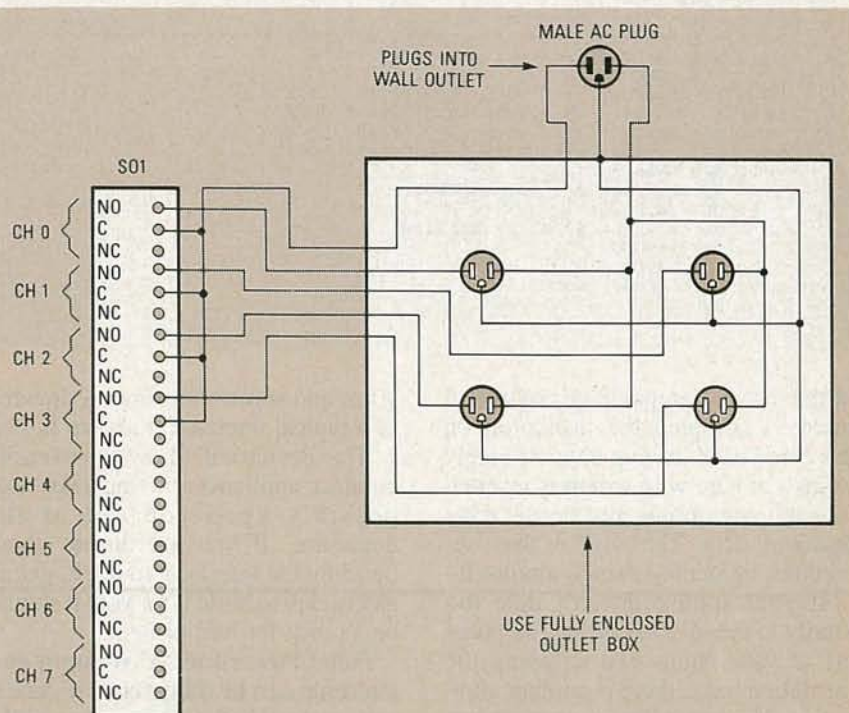 MALE AC PLUG
PLUGS INTO
WALL OUTLET
SO1
CH 0
NO
C
NC
CH 1
NO
C
NC
CH 2
NO
C
NC
CH 3
NO
C
NC
CH 4
NO
C
NC
CH 5
NO
C
NC
CH 6
NO
C
NC
CH 7
NO
C
NC
USE FULLY ENCLOSED
OUTLET BOX